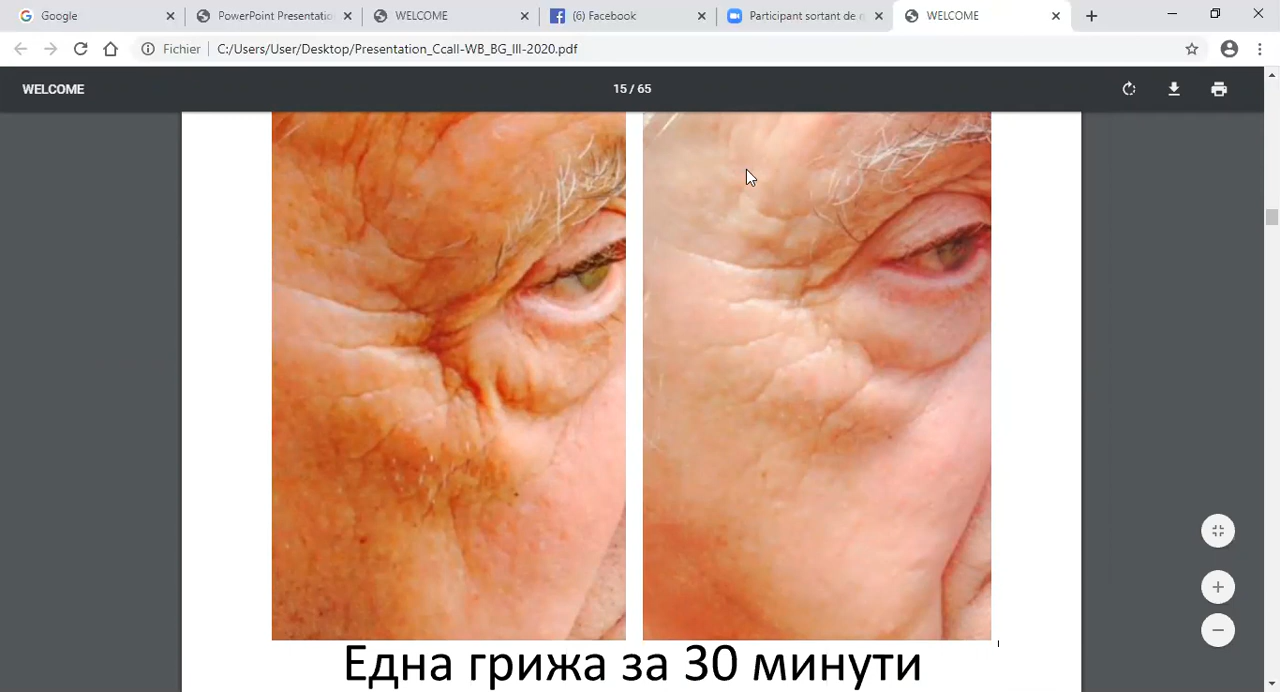 Google
PowerPoint Presentatio
WELCOME
(6) Facebook
Participant sortant de
WELCOME
Fichier
C:/Users/User/Desktop/Presentation_Ccall-WB_BG_III-2020.pdf
WELCOME
15 / 65
Една грижа за 30 минути